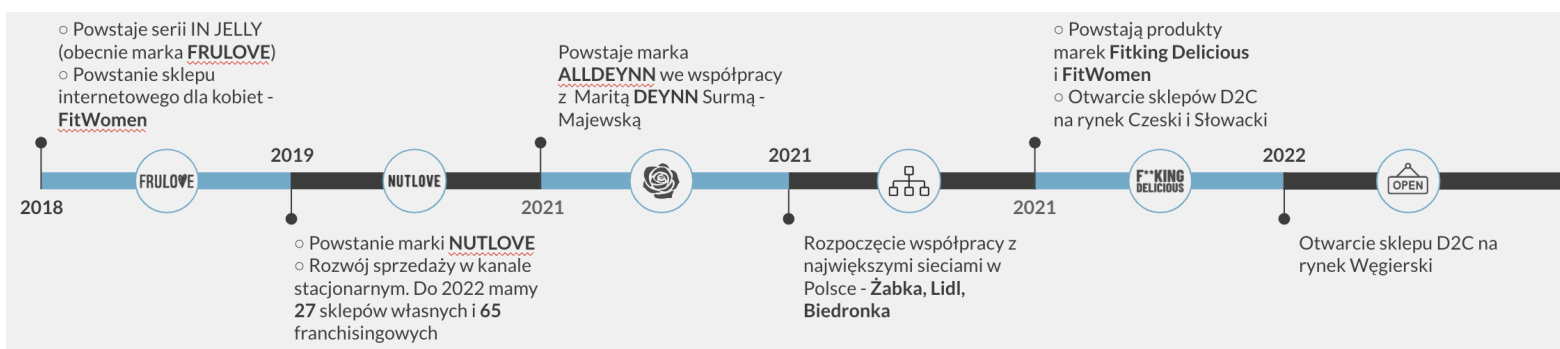 ○ Powstaje serii IN JELLY
(obecnie marka FRULOVE)
○ Powstanie sklepu
internetowego dla kobiet -
FitWomen
2018
FRUL♥VE
2019
○ Powstanie marki NUTLOVE
○ Rozwój sprzedaży w kanale
stacjonarnym. Do 2022 mamy
27 sklepów własnych i 65
franchisingowych
NUTLOVE
Powstaje marka
ALLDEYNN we współpracy
z Maritą DEYNN Surmą -
Majewską
2021
2021
Rozpoczęcie współpracy z
największymi sieciami w
Polsce - Żabka, Lidl,
Biedronka
○ Powstają produkty
marek Fitking Delicious
i FitWomen
○ Otwarcie sklepów D2C
na rynek Czeski i Słowacki
2021
F**KING
DELICIOUS
2022
OPEN
Otwarcie sklepu D2C na
rynek Węgierski